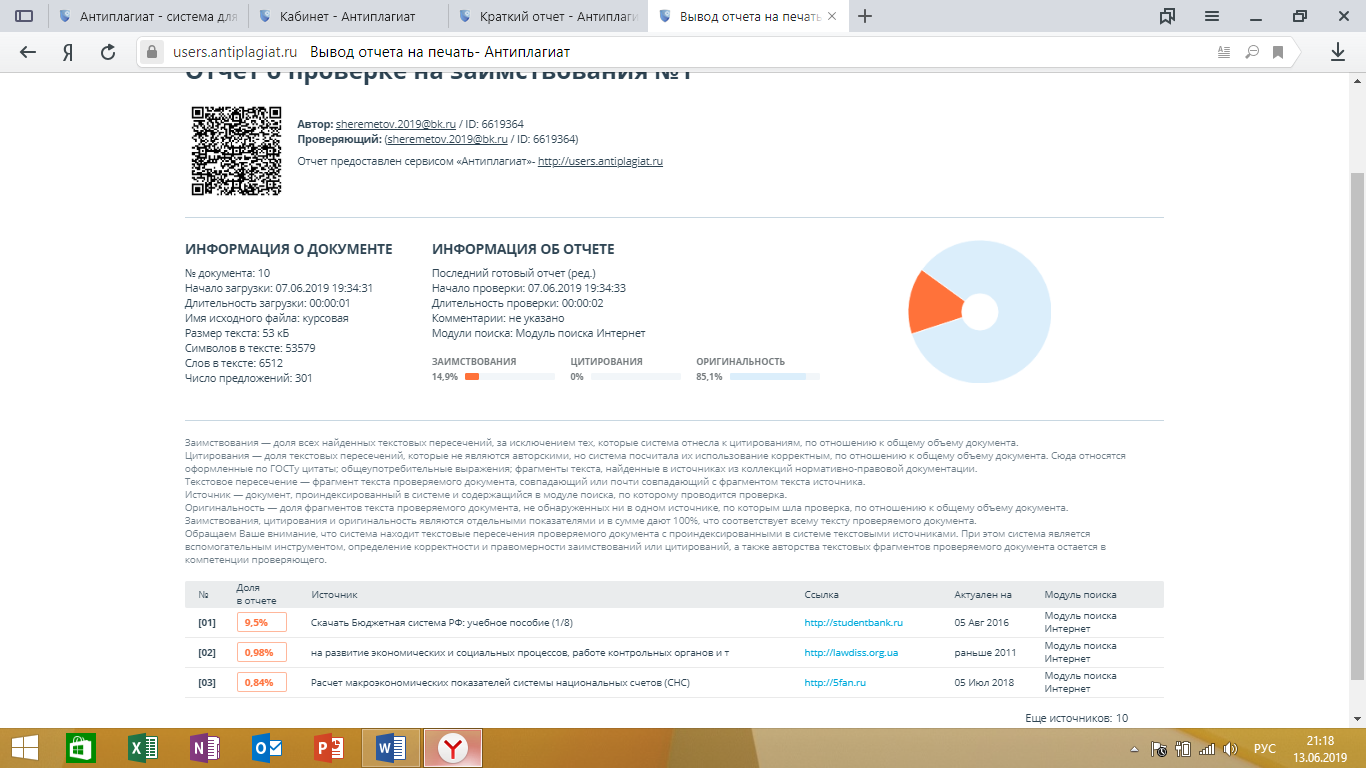 Антиплагиат - система для
Кабинет - Антиплагиат
Краткий отчет - Антиплаги
Вывод отчета на печать
users.antiplagiat.ru Вывод отчета на печать- Антиплагиат
Отчет о проверке на заимствования №1
Автор: sheremetov.2019@bk.ru / ID: 6619364
Проверяющий: (sheremetov.2019@bk.ru / ID: 6619364)
Отчет предоставлен сервисом «Антиплагиат»- http://users.antiplagiat.ru
ИНФОРМАЦИЯ О ДОКУМЕНТЕ
№ документа: 10
Начало загрузки: 07.06.2019 19:34:31
Длительность загрузки: 00:00:01
Имя исходного файла: курсовая
Размер текста: 53 кБ
Cимволов в тексте: 53579
Слов в тексте: 6512
Число предложений: 301
ИНФОРМАЦИЯ ОБ ОТЧЕТЕ
Последний готовый отчет (ред.)
Начало проверки: 07.06.2019 19:34:33
Длительность проверки: 00:00:02
Комментарии: не указано
Модули поиска: Модуль поиска Интернет
ЗАИМСТВОВАНИЯ
14,9%
ЦИТИРОВАНИЯ
0%
ОРИГИНАЛЬНОСТЬ
85,1%
Заимствования — доля всех найденных текстовых пересечений, за исключением тех, которые система отнесла к цитированиям, по отношению к общему объему документа.
Цитирования — доля текстовых пересечений, которые не являются авторскими, но система посчитала их использование корректным, по отношению к общему объему документа. Сюда относятся
оформленные по ГОСТу цитаты; общеупотребительные выражения; фрагменты текста, найденные в источниках из коллекций нормативно-правовой документации.
Текстовое пересечение — фрагмент текста проверяемого документа, совпадающий или почти совпадающий с фрагментом текста источника.
Источник — документ, проиндексированный в системе и содержащийся в модуле поиска, по которому проводится проверка.
Оригинальность — доля фрагментов текста проверяемого документа, не обнаруженных ни в одном источнике, по которым шла проверка, по отношению к общему объему документа.
Заимствования, цитирования и оригинальность являются отдельными показателями и в сумме дают 100%, что соответствует всему тексту проверяемого документа.
Обращаем Ваше внимание, что система находит текстовые пересечения проверяемого документа с проиндексированными в системе текстовыми источниками. При этом система является
вспомогательным инструментом, определение корректности и правомерности заимствований или цитирований, а также авторства текстовых фрагментов проверяемого документа остается в
компетенции проверяющего.
№ Доля в отчете Источник Ссылка Актуален на Модуль поиска
[01] 9,5% Скачать Бюджетная система РФ: учебное пособие (1/8) http://studentbank.ru 05 Авг 2016 Модуль поиска Интернет
[02] 0,98% на развитие экономических и социальных процессов, работе контрольных органов и т http://lawdiss.org.ua раньше 2011 Модуль поиска Интернет
[03] 0,84% Расчет макроэкономических показателей системы национальных счетов (СНС) http://5fan.ru 05 Июл 2018 Модуль поиска Интернет
Еще источников: 10
РУС
21:18
13.06.2019